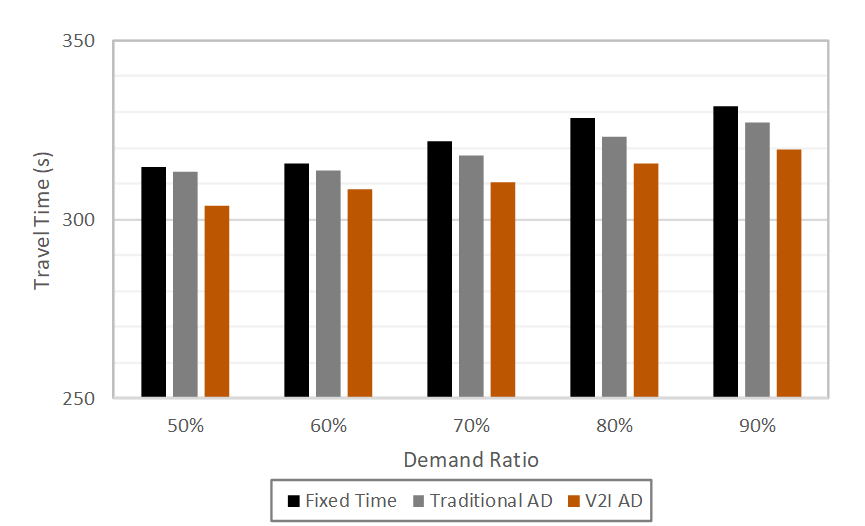 350
300
250
Travel Time (s)
50% 60% 70% 80% 90%
Demand Ratio
Fixed Time Traditional AD V2I AD